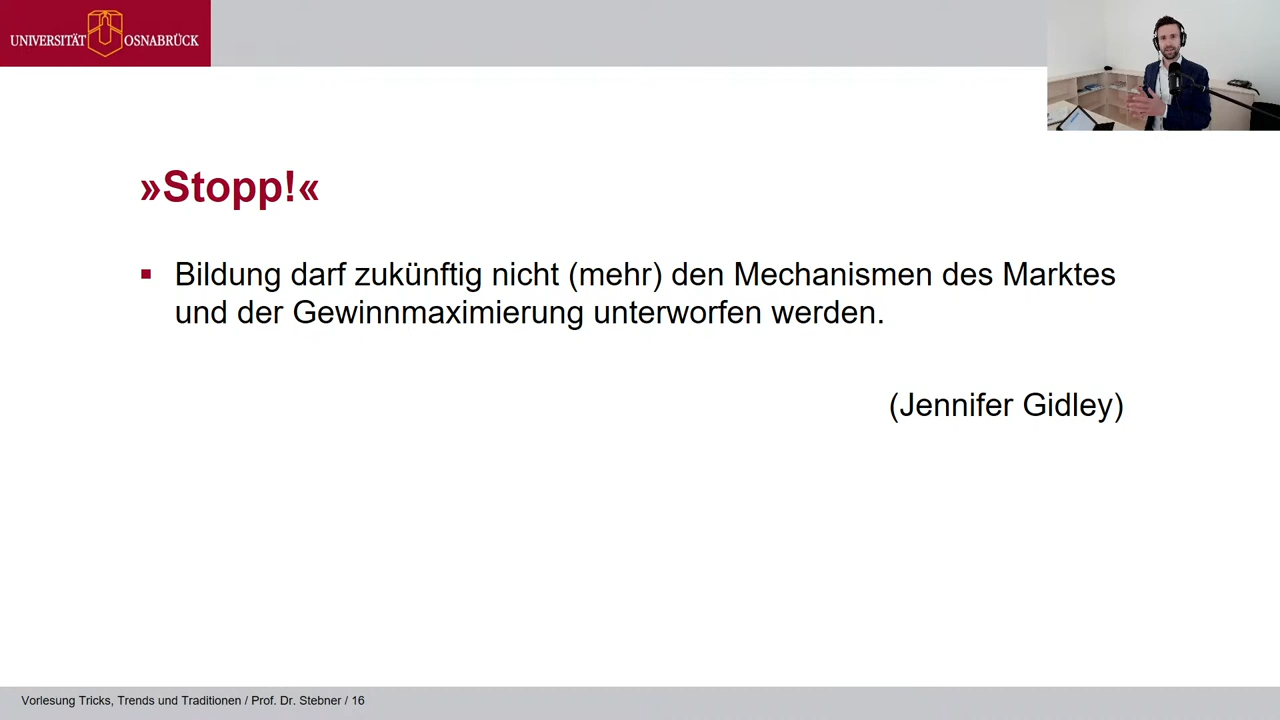 UNIVERSITÄT OSNABRÜCK
»Stopp!«
▪ Bildung darf zukünftig nicht (mehr) den Mechanismen des Marktes
und der Gewinnmaximierung unterworfen werden.
(Jennifer Gidley)
Vorlesung Tricks, Trends und Traditionen / Prof. Dr. Stebner / 16